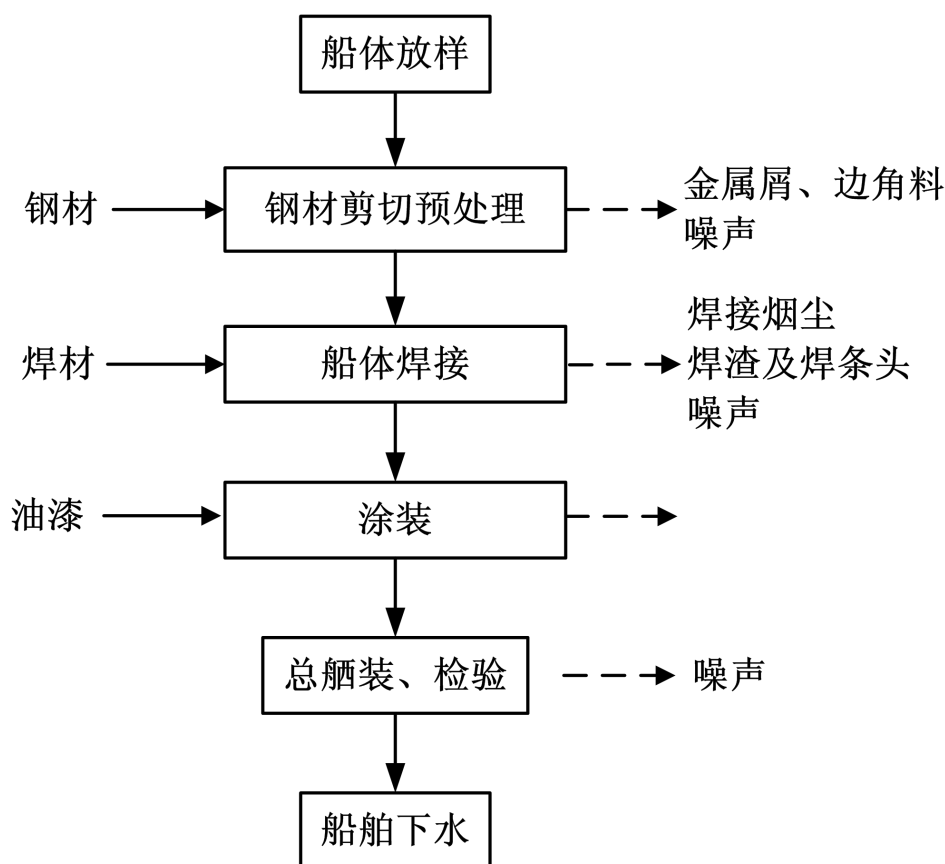 船体放样
钢材
钢材剪切预处理
金属屑、边角料
噪声
焊材
船体焊接
焊接烟尘
焊渣及焊条头
噪声
油漆
涂装
总舾装、检验
噪声
船舶下水